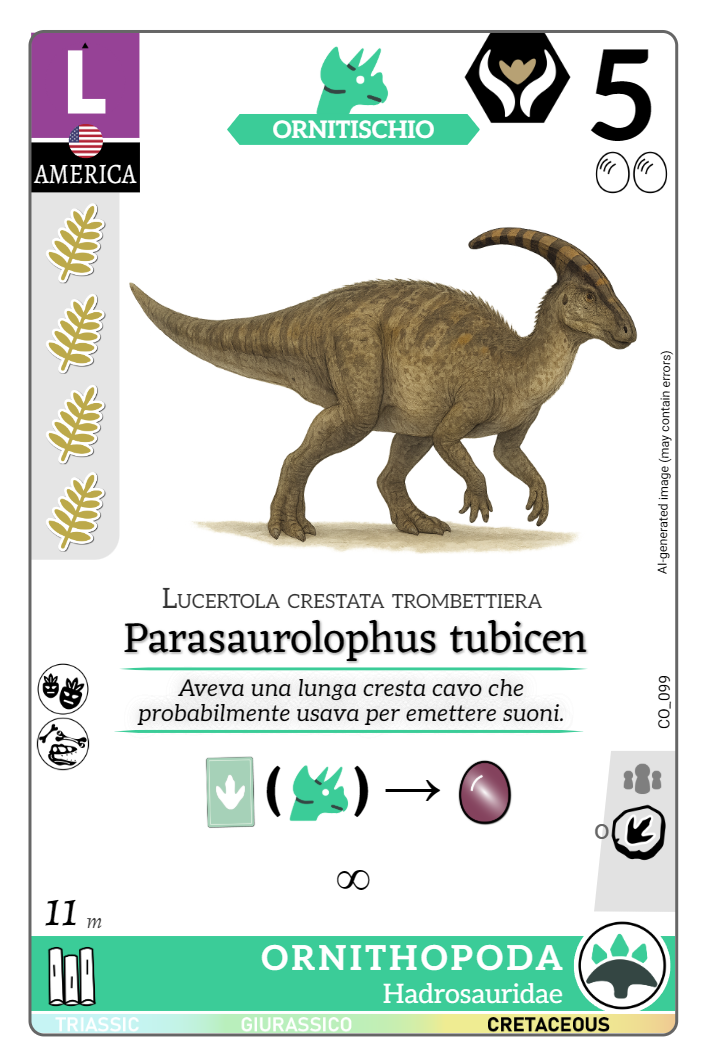 L
ORNITISCHIO
5
AMERICA
AI-generated image (may contain errors)
LUCERTOLA CRESTATA TROMBETTIERA
Parasaurolophus tubicen
Aveva una lunga cresta cavo che
probabilmente usava per emettere suoni.
CO_099
( ) →
O
∞
11 m
ORNITHOPODA
Hadrosauridae
TRIASSIC GIURASSICO CRETACEOUS